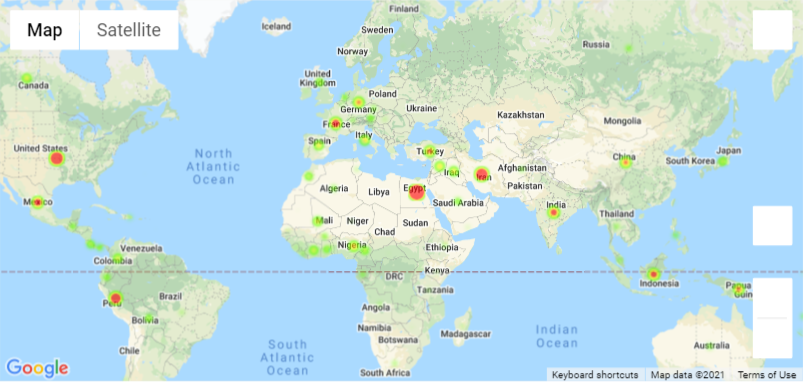 Map
Satellite
Finland
Iceland
Sweden
Norway
Russia
United
Kingdom
Canada
Poland
Germany
Ukraine
Kazakhstan
Mongolia
France
Spain
Italy
Turkey
United States
North
Atlantic
Ocean
China
Japan
South Korea
Iraq
Iran
Afghanistan
Pakistan
Algeria
Libya
Egypt
Saudi Arabia
India
Mexico
Mali
Niger
Chad
Sudan
Thailand
Nigeria
Ethiopia
Venezuela
Colombia
Kenya
DRC
Indonesia
Papua
Tanzania
Peru
Brazil
Angola
Bolivia
Namibia
Botswana
Madagascar
Indian
Ocean
South
Atlantic
Ocean
Australia
Chile
South Africa
Google
Keyboard shortcuts
Map data ©2021
Terms of Use